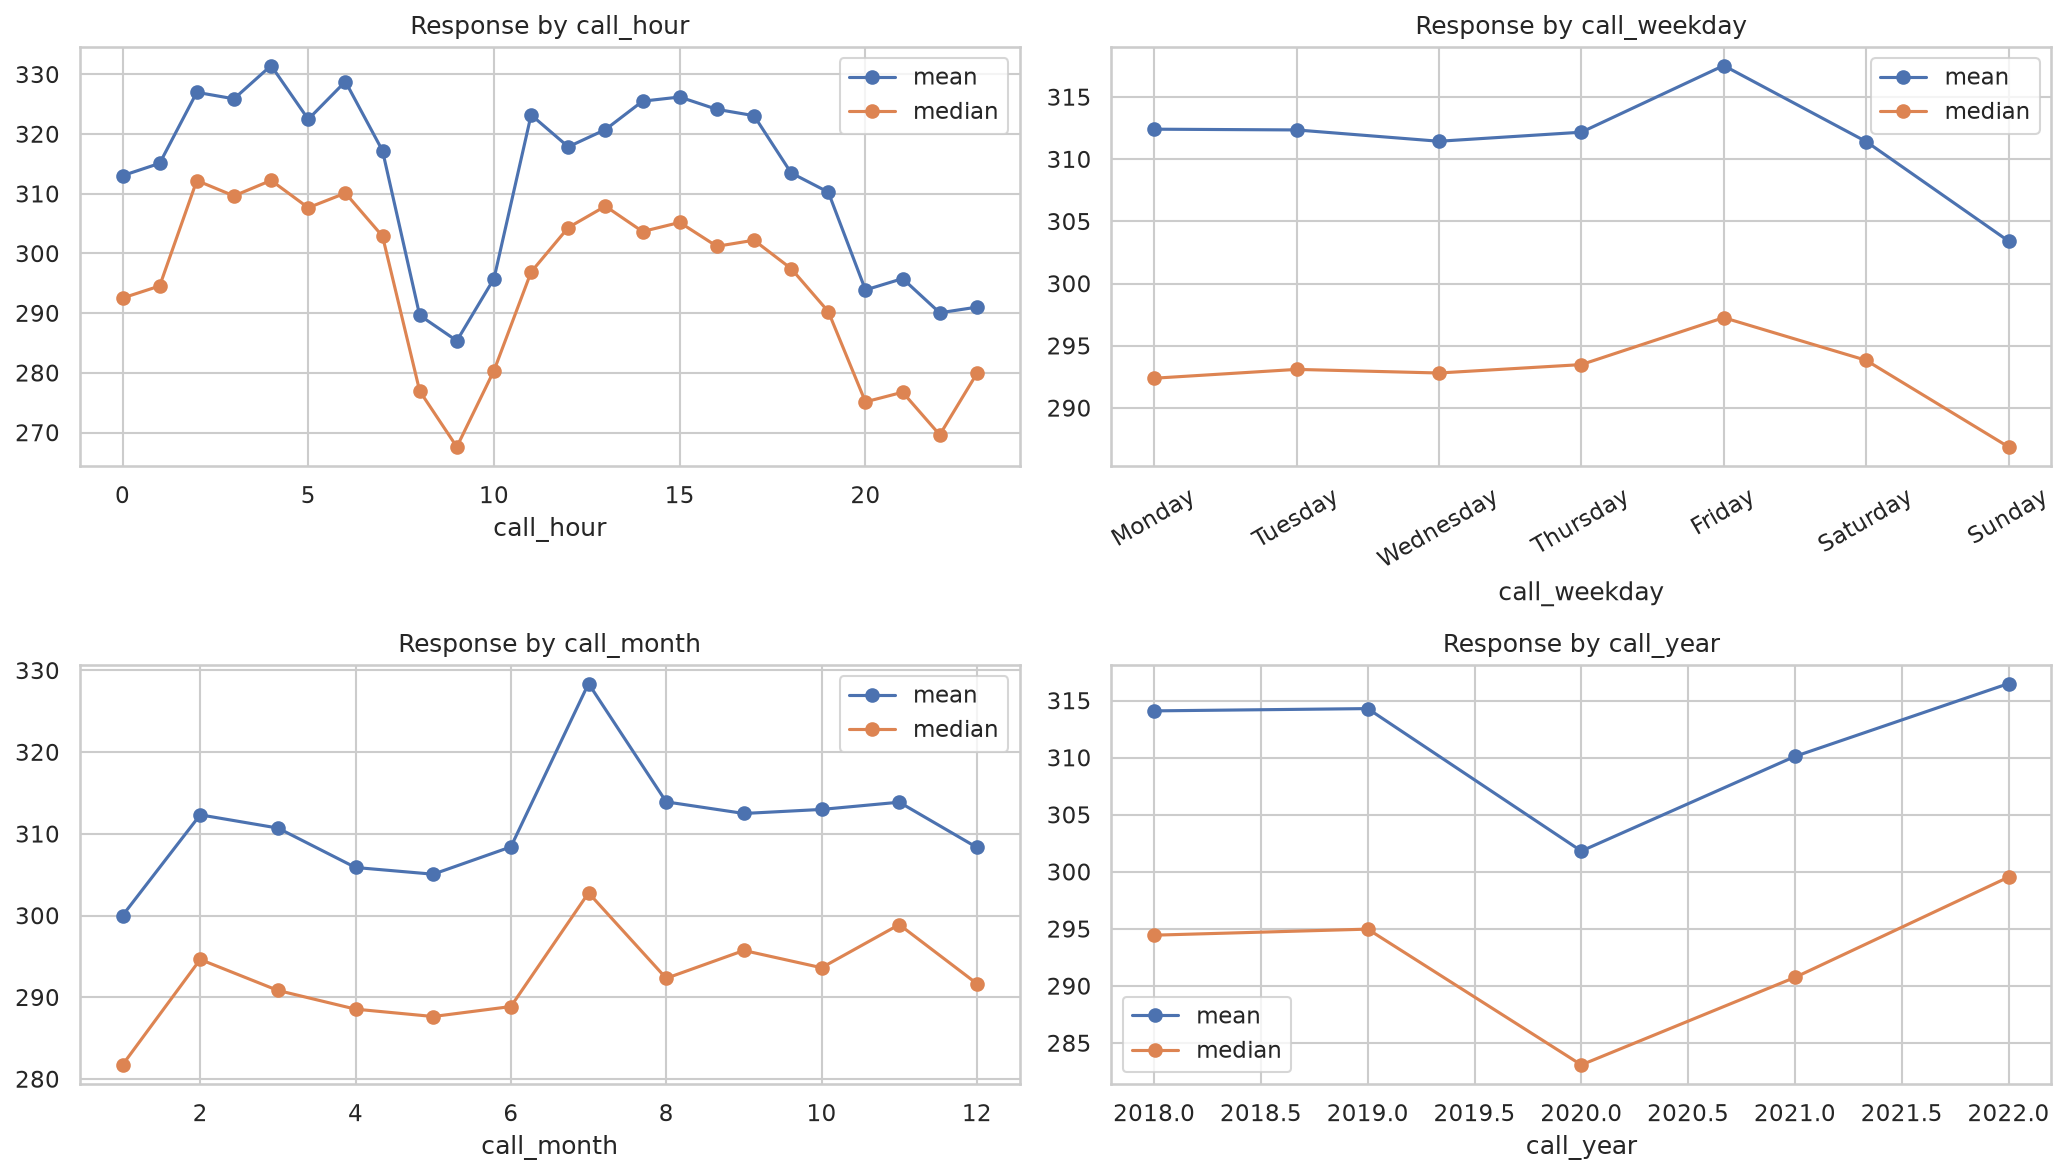 Response by call_hour
330
320
310
300
290
280
270
0 5 10 15 20
call_hour
mean
median
Response by call_weekday
315
310
305
300
295
290
Monday Tuesday Wednesday Thursday Friday Saturday Sunday
call_weekday
mean
median
Response by call_month
330
320
310
300
290
280
2 4 6 8 10 12
call_month
mean
median
Response by call_year
315
310
305
300
295
290
285
2018.0 2018.5 2019.0 2019.5 2020.0 2020.5 2021.0 2021.5 2022.0
call_year
mean
median